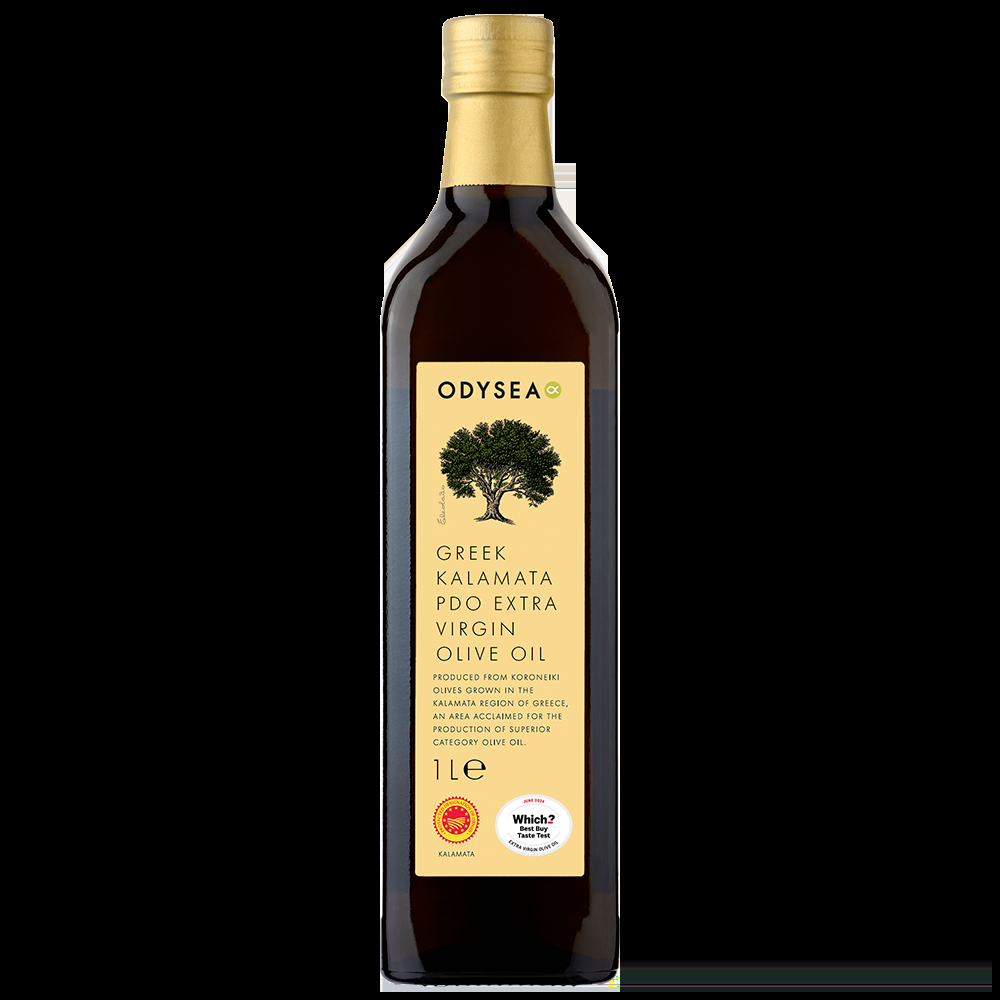 ODYSEA
GREEK
KALAMATA
PDO EXTRA
VIRGIN
OLIVE OIL
PRODUCED FROM KORONEIKI
OLIVES GROWN IN THE
KALAMATA REGION OF GREECE,
AN AREA ACCLAIMED FOR THE
PRODUCTION OF SUPERIOR
CATEGORY OLIVE OIL.
1L℮
KALAMATA
JUNE 2024
Which?
Best Buy
Taste Test
EXTRA VIRGIN OLIVE OIL